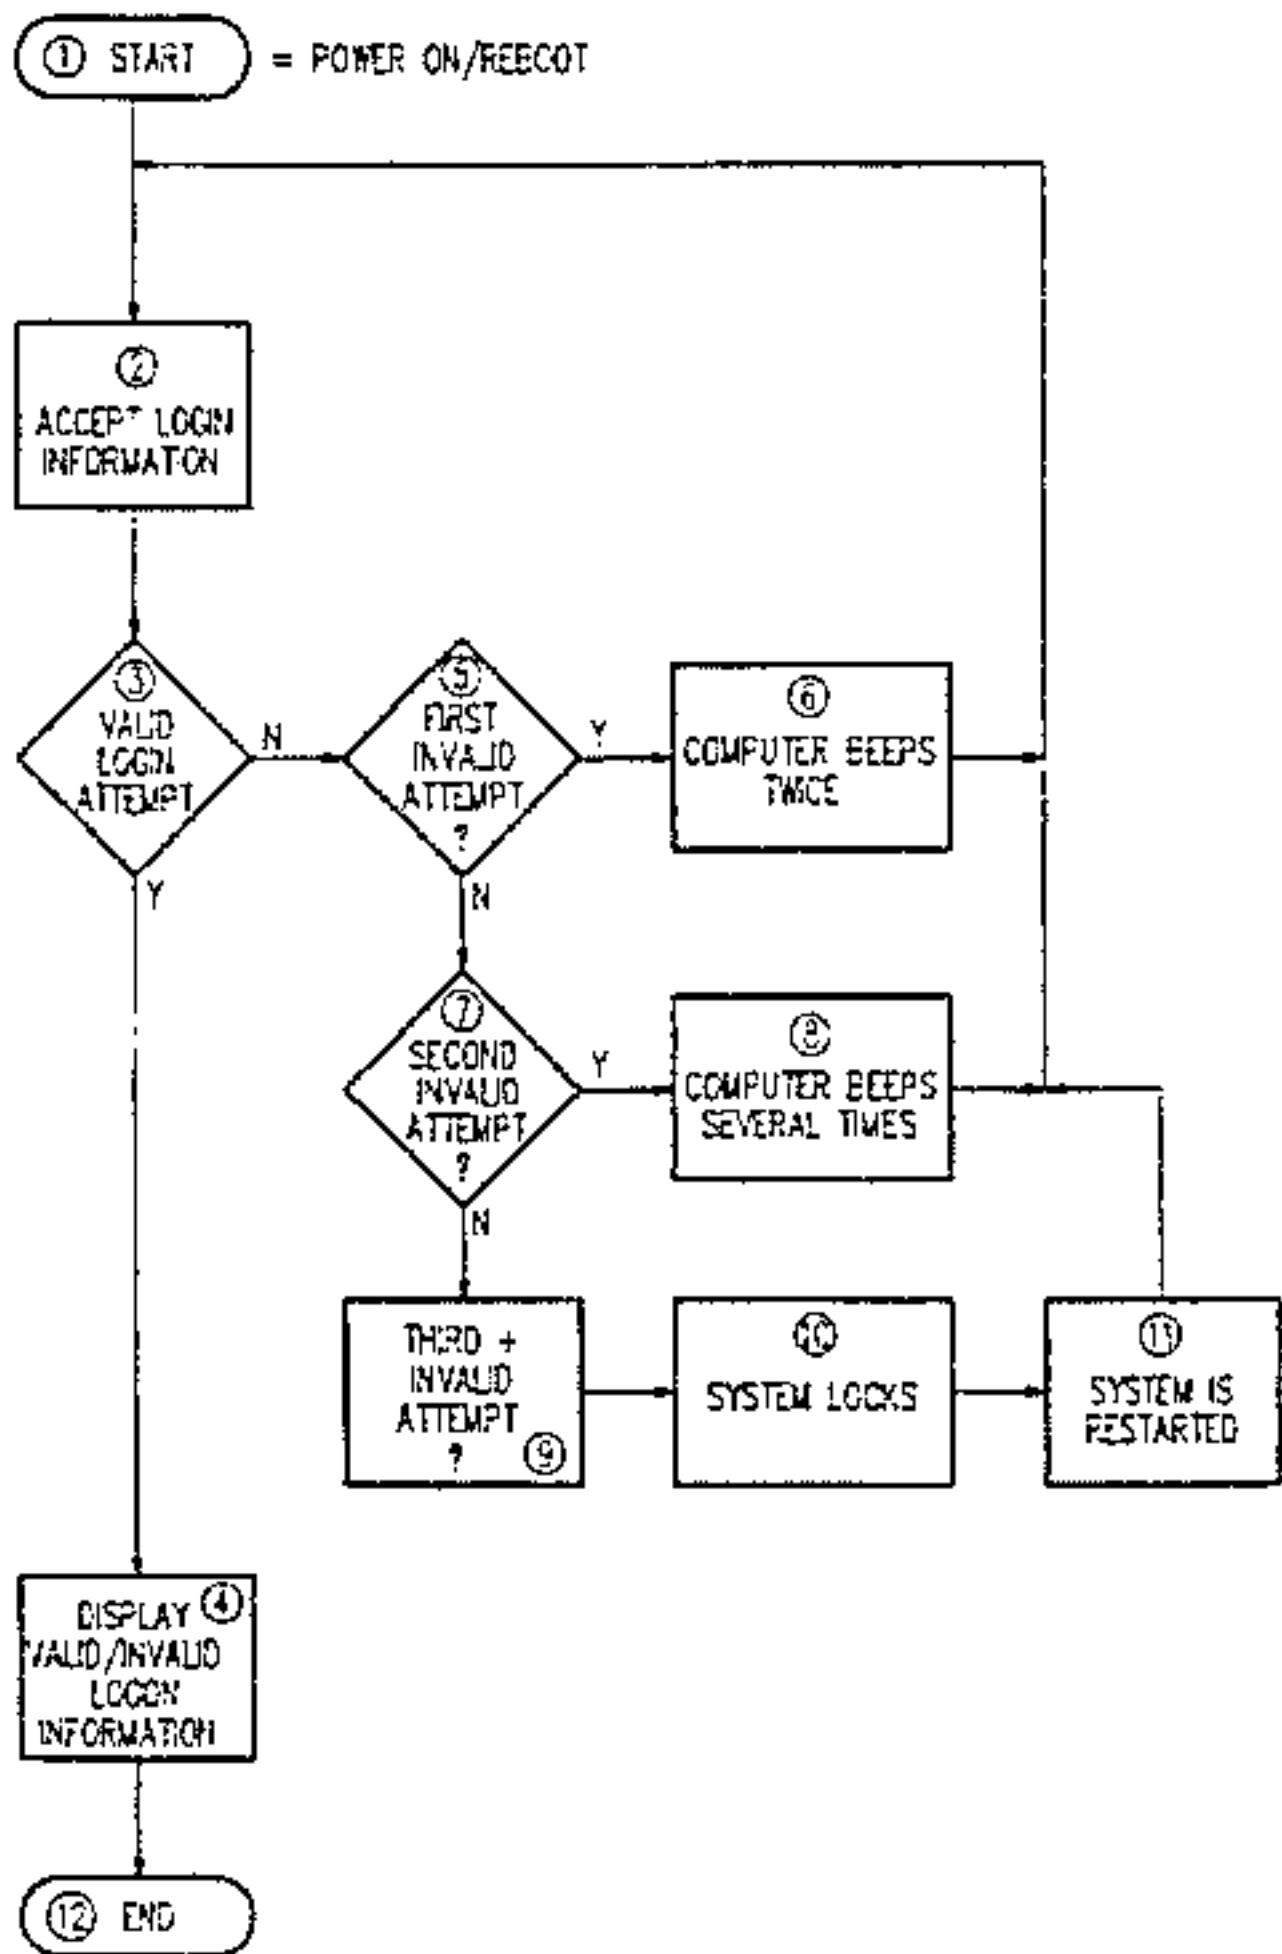 ① START = POWER ON/REBOOT
②
ACCEPT LOGIN
INFORMATION
③
VALID
LOGIN
ATTEMPT
N
Y
⑤
FIRST
INVALID
ATTEMPT
?
Y
N
⑥
COMPUTER BEEPS
TWICE
⑦
SECOND
INVALID
ATTEMPT
?
Y
N
⑧
COMPUTER BEEPS
SEVERAL TIMES
THIRD +
INVALID
ATTEMPT
? ⑨
⑩
SYSTEM LOCKS
⑪
SYSTEM IS
RESTARTED
DISPLAY ④
VALID/INVALID
LOGON
INFORMATION
⑫ END